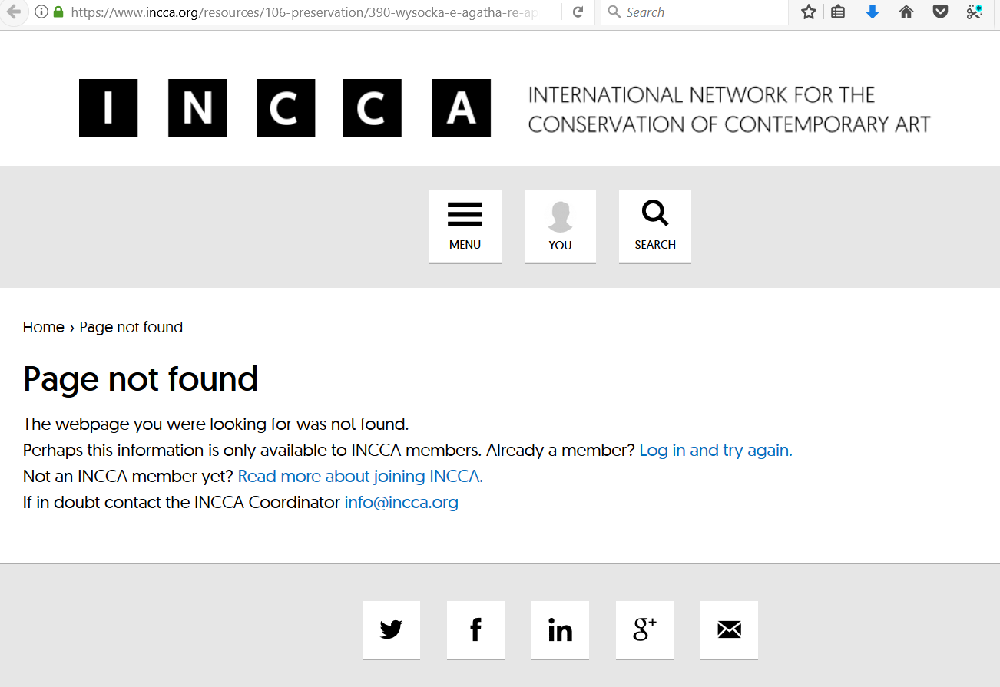 https://www.incca.org/resources/106-preservation/390-wysocka-e-agatha-re-ap
Search
I N C C A
INTERNATIONAL NETWORK FOR THE
CONSERVATION OF CONTEMPORARY ART
MENU
YOU
SEARCH
Home › Page not found
Page not found
The webpage you were looking for was not found.
Perhaps this information is only available to INCCA members. Already a member? Log in and try again.
Not an INCCA member yet? Read more about joining INCCA.
If in doubt contact the INCCA Coordinator info@incca.org
f
in
g+